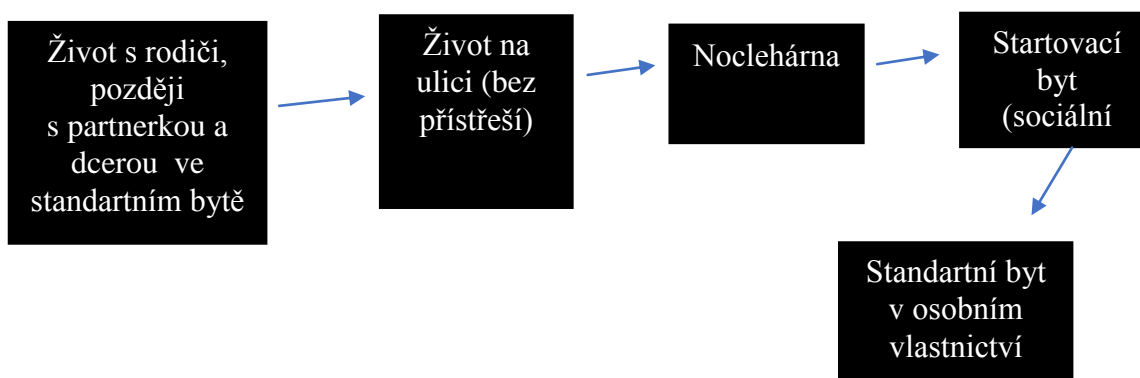 Život s rodiči,
později
s partnerkou a
dcerou ve
standartním bytě
Život na
ulici (bez
přístřeší)
Noclehárna
Startovací
byt
(sociální
Standartní byt
v osobním
vlastnictví